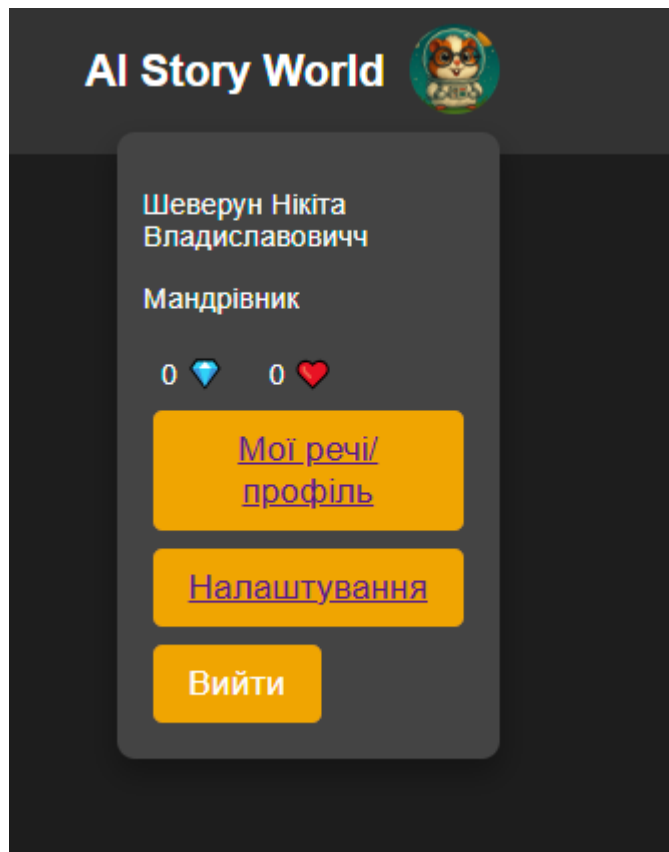 AI Story World
Шеверун Нікіта
Владиславовичч
Мандрівник
0 0
Мої речі/
профіль
Налаштування
Вийти